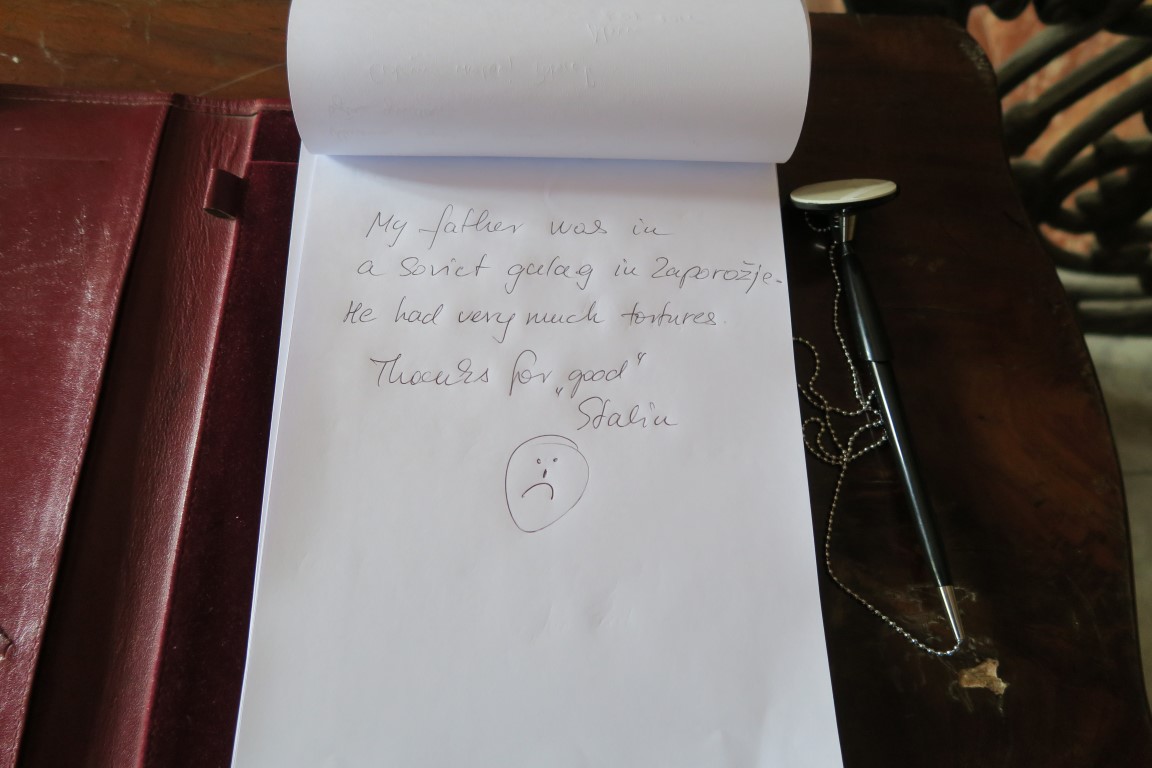 My father was in
a Soviet gulag in Zaporožje.
He had very much tortures.
Thanks for „good“
Stalin